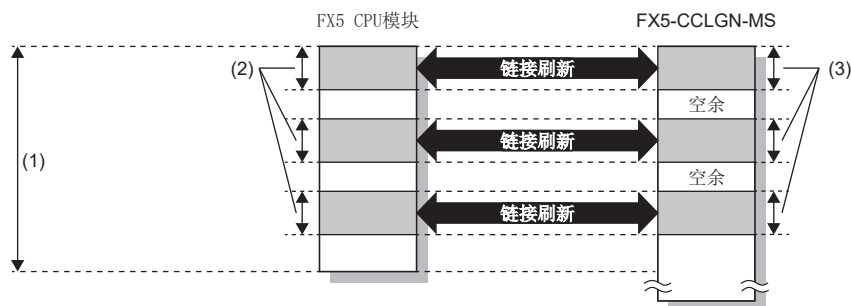 FX5 CPU模块
FX5-CCLGN-MS
(2)
链接刷新
(3)
空余
链接刷新
(1)
空余
链接刷新